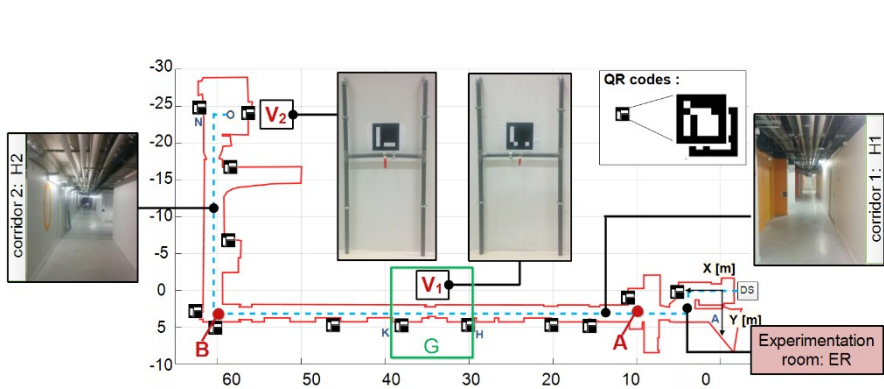 -30
-25
-20
-15
-10
-5
0
5
-10
60
50
40
30
20
10
0
N
O
V2
QR codes :
corridor 2: H2
corridor 1: H1
X [m]
DS
V1
A
Y [m]
K
G
H
B
A
Experimentation
room: ER